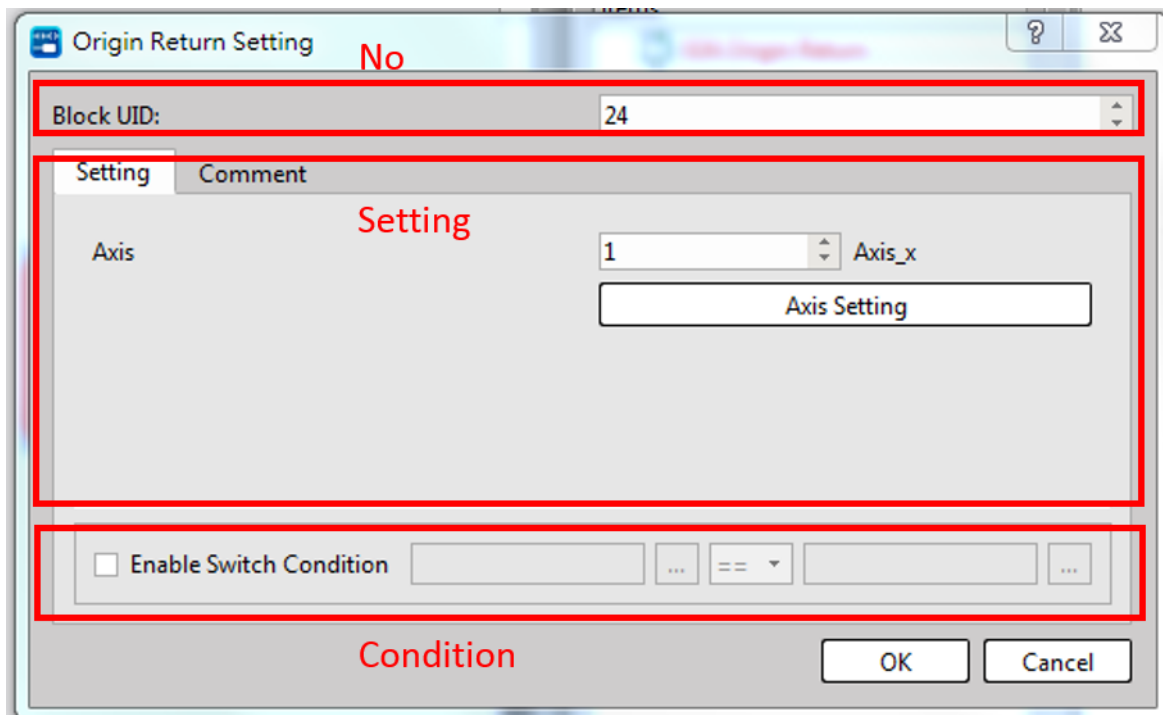 Origin Return Setting
No
Block UID:
24
Setting
Comment
Setting
Axis
1
Axis_x
Axis Setting
Enable Switch Condition
...
==
...
Condition
OK
Cancel